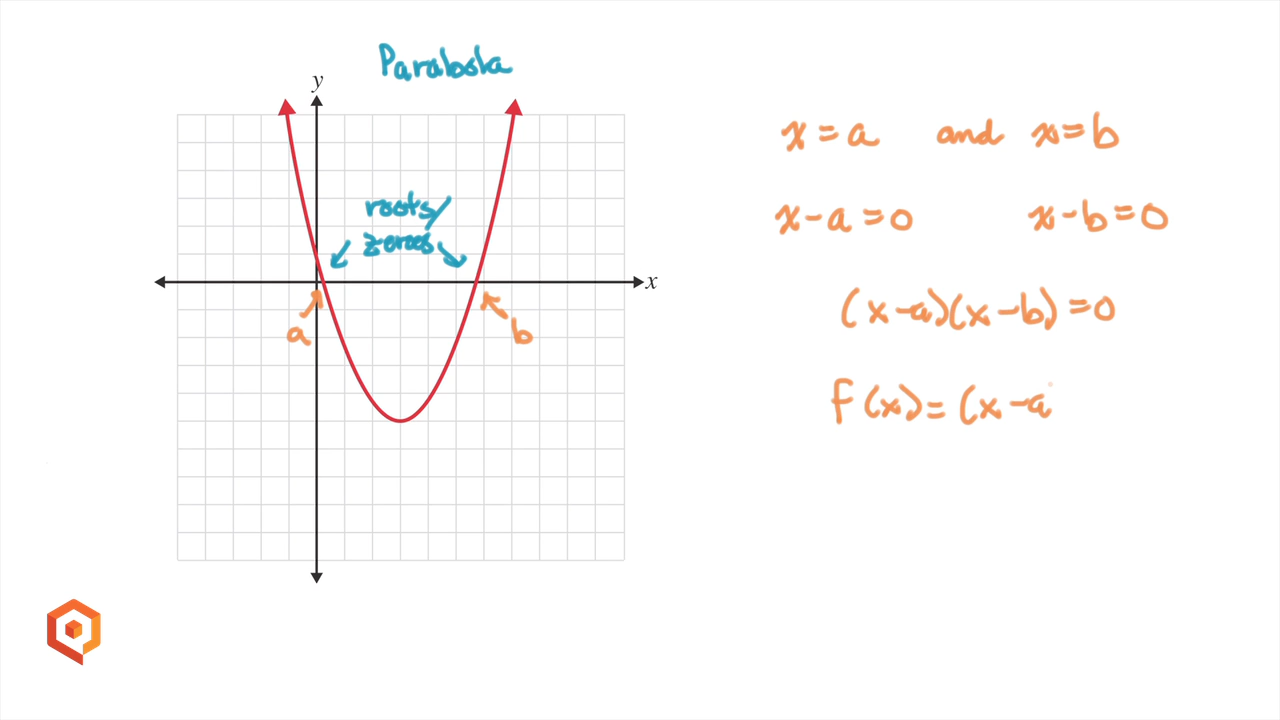 Parabola
y
x = a and x = b
x - a = 0 x - b = 0
roots/
zeroes
x
a
b
(x - a)(x - b) = 0
f(x) = (x - a